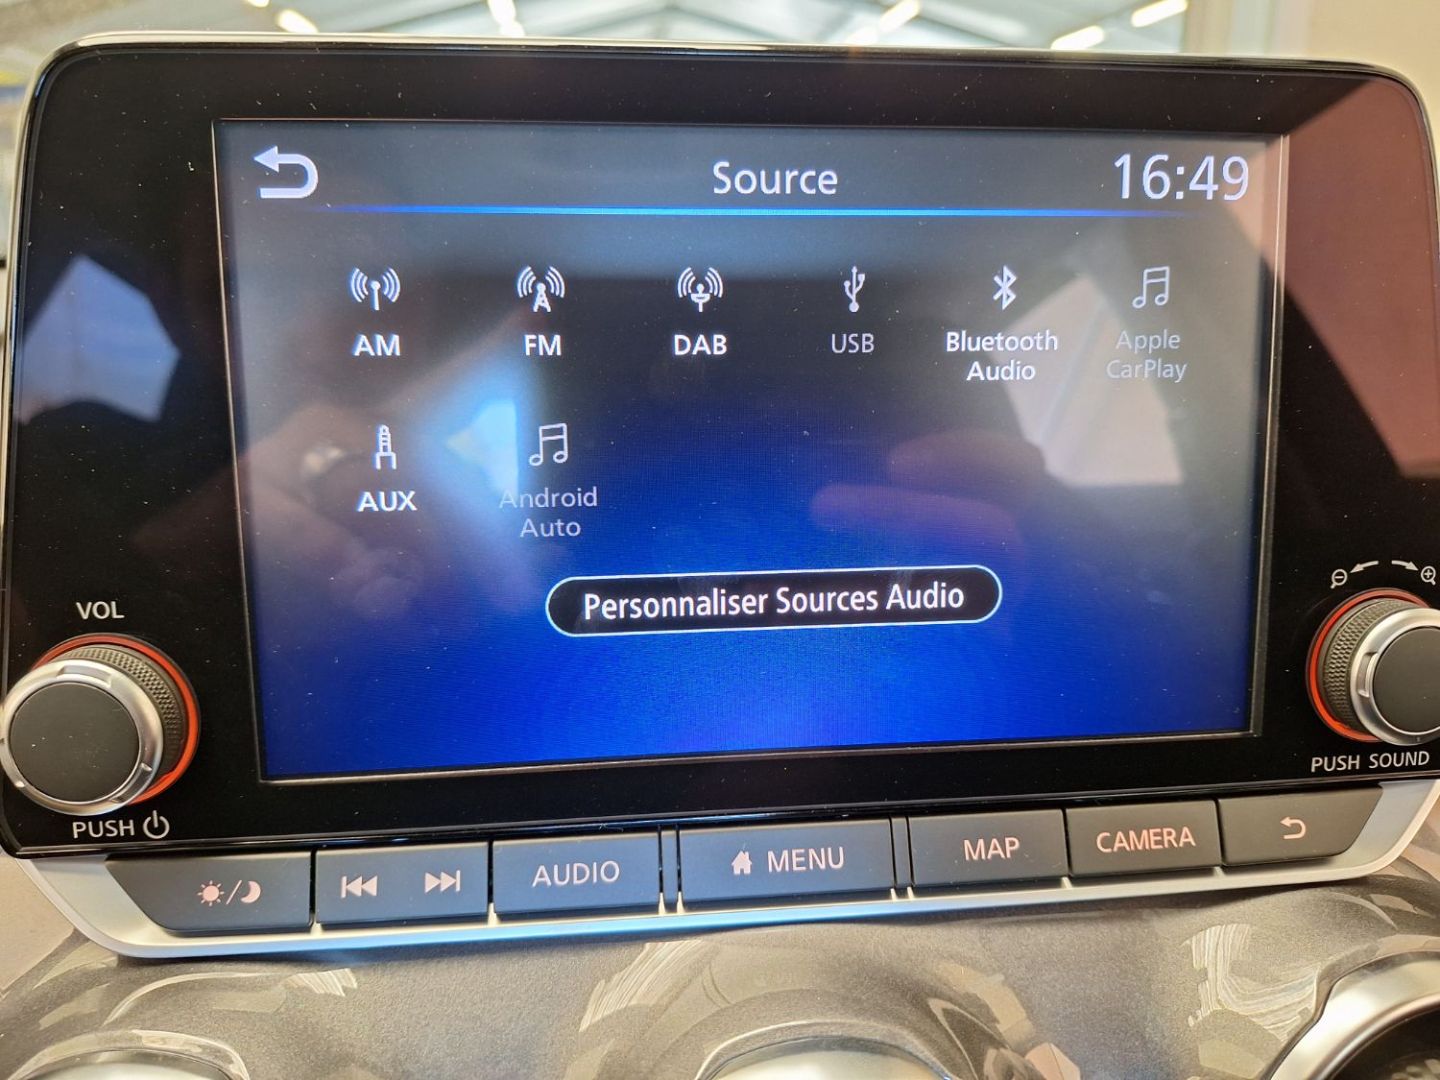 Source
16:49
AM
FM
DAB
USB
Bluetooth
Audio
Apple
CarPlay
AUX
Android
Auto
Personnaliser Sources Audio
VOL
PUSH
PUSH SOUND
AUDIO
MENU
MAP
CAMERA